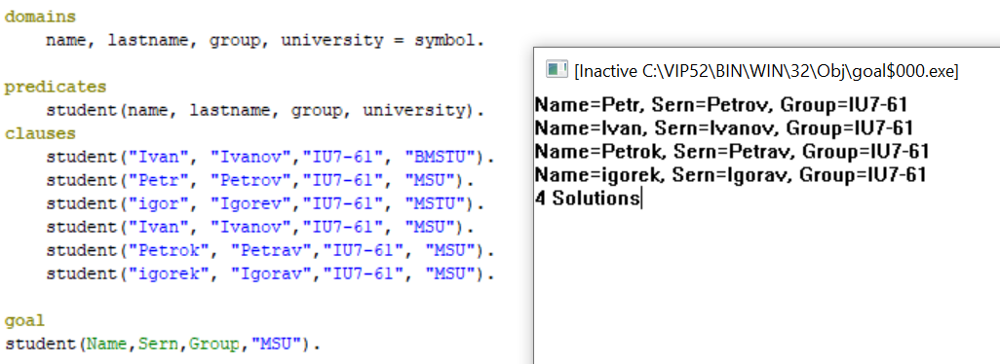 domains
name, lastname, group, university = symbol.
predicates
student(name, lastname, group, university).
clauses
student("Ivan", "Ivanov","IU7-61", "BMSTU").
student("Petr", "Petrov","IU7-61", "MSU").
student("igor", "Igorev","IU7-61", "MSTU").
student("Ivan", "Ivanov","IU7-61", "MSU").
student("Petrok", "Petrav","IU7-61", "MSU").
student("igorek", "Igorav","IU7-61", "MSU").
goal
student(Name,Sern,Group,"MSU").
[Inactive C:\VIP52\BIN\WIN\32\Obj\goal$000.exe]
Name=Petr, Sern=Petrov, Group=IU7-61
Name=Ivan, Sern=Ivanov, Group=IU7-61
Name=Petrok, Sern=Petrav, Group=IU7-61
Name=igorek, Sern=Igorav, Group=IU7-61
4 Solutions